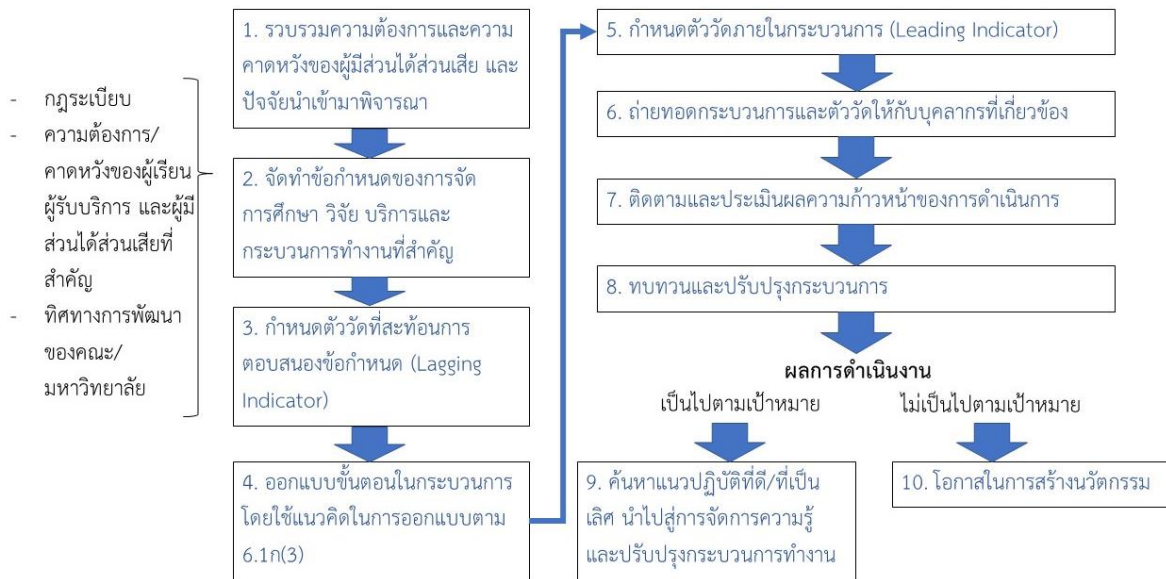 - กฎระเบียบ
- ความต้องการ/
คาดหวังของผู้เรียน
ผู้รับบริการ และผู้มี
ส่วนได้ส่วนเสียที่
สำคัญ
- ทิศทางการพัฒนา
ของคณะ/
มหาวิทยาลัย
1. รวบรวมความต้องการและความ
คาดหวังของผู้มีส่วนได้ส่วนเสีย และ
ปัจจัยนำเข้ามาพิจารณา
2. จัดทำข้อกำหนดของการจัด
การศึกษา วิจัย บริการและ
กระบวนการทำงานที่สำคัญ
3. กำหนดตัววัดที่สะท้อนการ
ตอบสนองข้อกำหนด (Lagging
Indicator)
4. ออกแบบขั้นตอนในกระบวนการ
โดยใช้แนวคิดในการออกแบบตาม
6.1ก(3)
5. กำหนดตัววัดภายในกระบวนการ (Leading Indicator)
6. ถ่ายทอดกระบวนการและตัววัดให้กับบุคลากรที่เกี่ยวข้อง
7. ติดตามและประเมินผลความก้าวหน้าของการดำเนินการ
8. ทบทวนและปรับปรุงกระบวนการ
ผลการดำเนินงาน
เป็นไปตามเป้าหมาย
ไม่เป็นไปตามเป้าหมาย
9. ค้นหาแนวปฏิบัติที่ดี/ที่เป็น
เลิศ นำไปสู่การจัดการความรู้
และปรับปรุงกระบวนการทำงาน
10. โอกาสในการสร้างนวัตกรรม